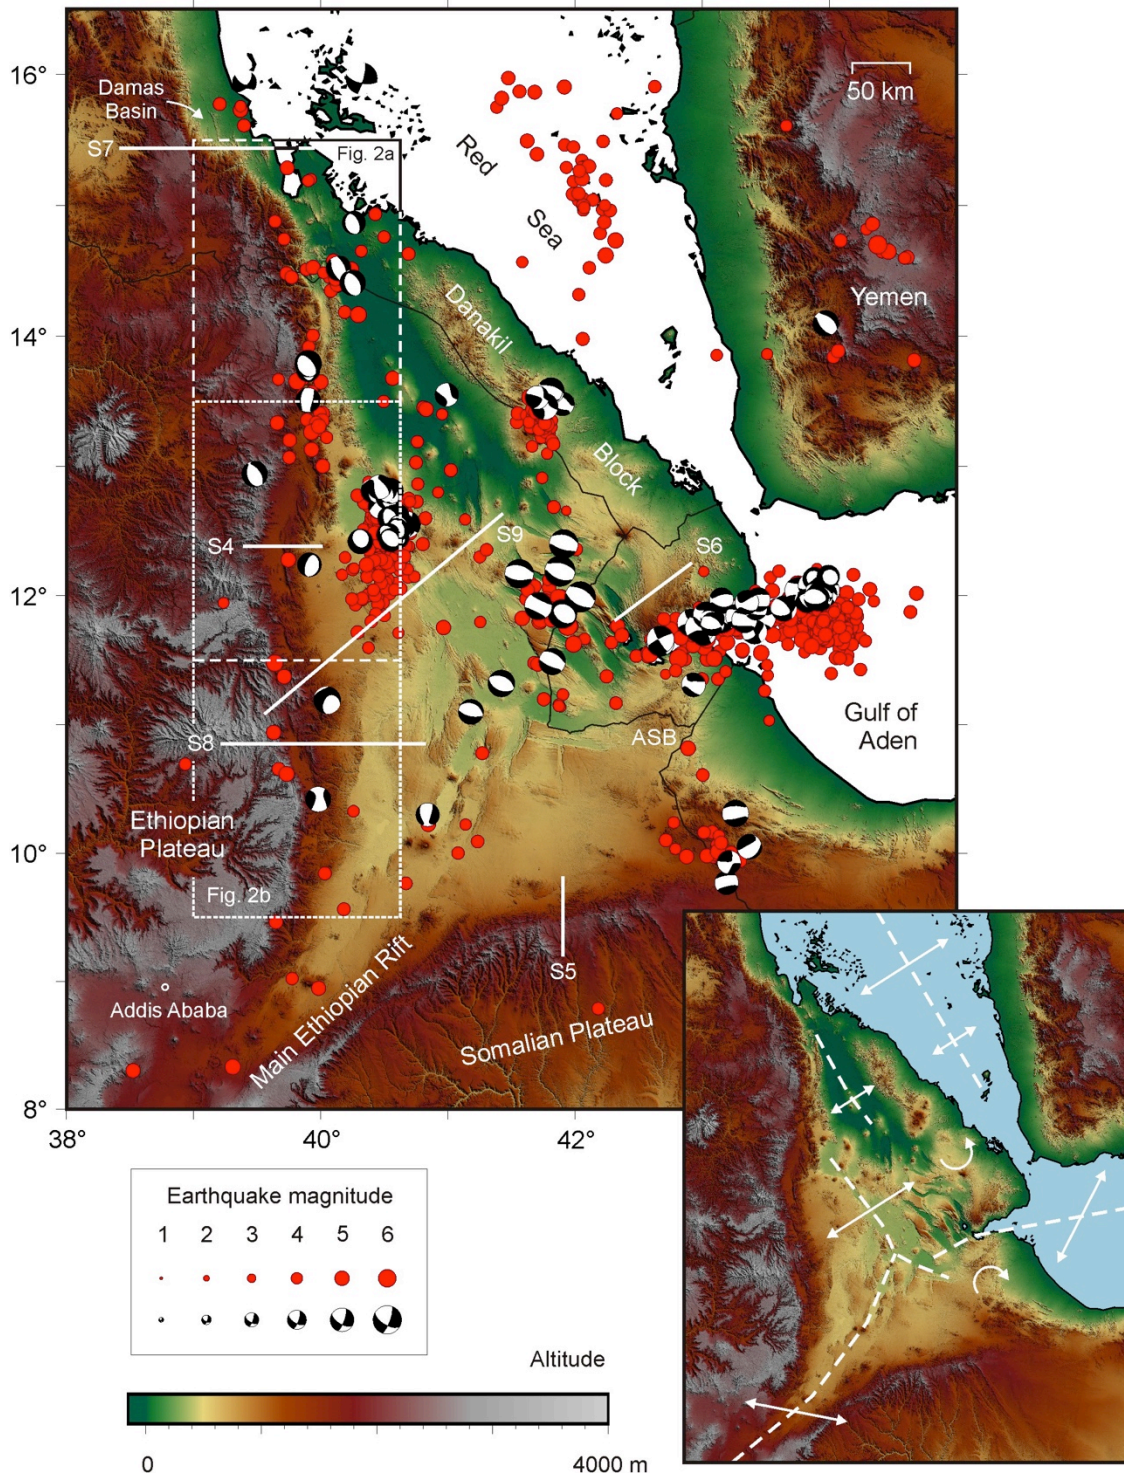 16°
Damas
Basin
50 km
S7
Fig. 2a
Red
Sea
Yemen
14°
Danakil
Block
S9
S4
S6
12°
Gulf of
Aden
ASB
S8
Ethiopian
Plateau
10°
Fig. 2b
S5
Main Ethiopian Rift
Addis Ababa
Somalian Plateau
8°
38°
40°
42°
Earthquake magnitude
1 2 3 4 5 6
Altitude
0 4000 m